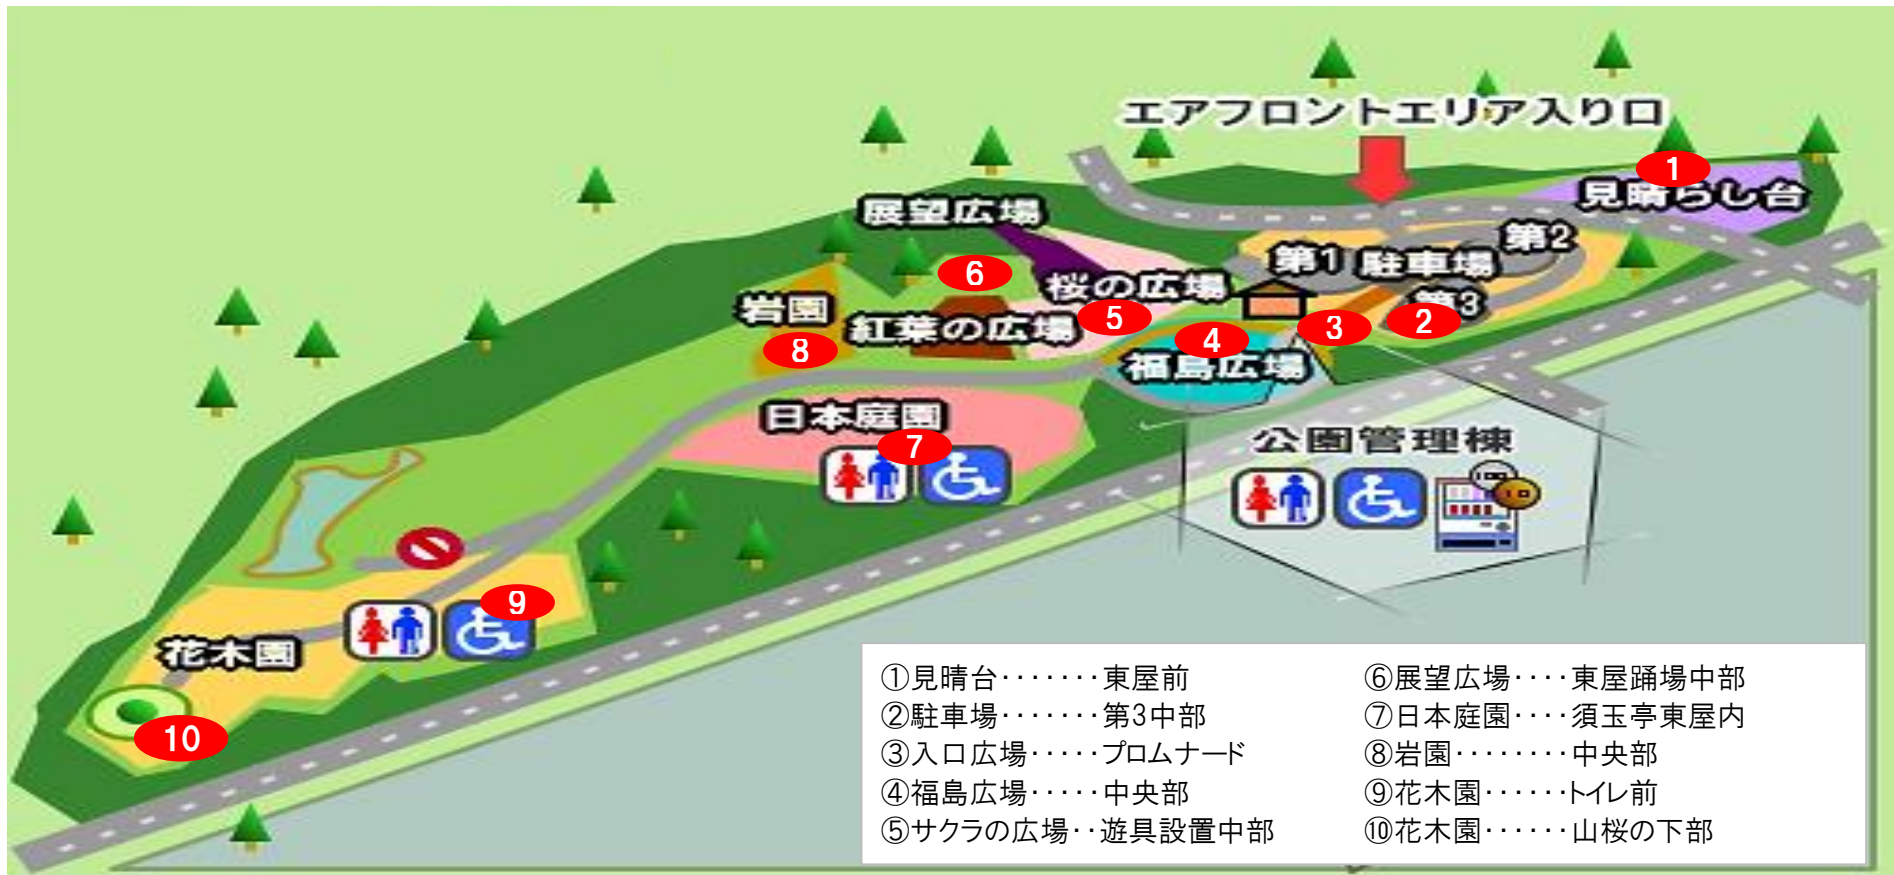 エアフロントエリア入り口
1
見晴らし台
展望広場
第2
第1 駐車場
6
桜の広場
第3
岩園
紅葉の広場
5
4
3
2
8
福島広場
日本庭園
7
公園管理棟
9
花木園
10
①見晴台・・・・・・・東屋前
②駐車場・・・・・・・第3中部
③入口広場・・・・・プロムナード
④福島広場・・・・・中央部
⑤サクラの広場・・遊具設置中部
⑥展望広場・・・・東屋踊場中部
⑦日本庭園・・・・須玉亭東屋内
⑧岩園・・・・・・・・中央部
⑨花木園・・・・・・トイレ前
⑩花木園・・・・・・山桜の下部